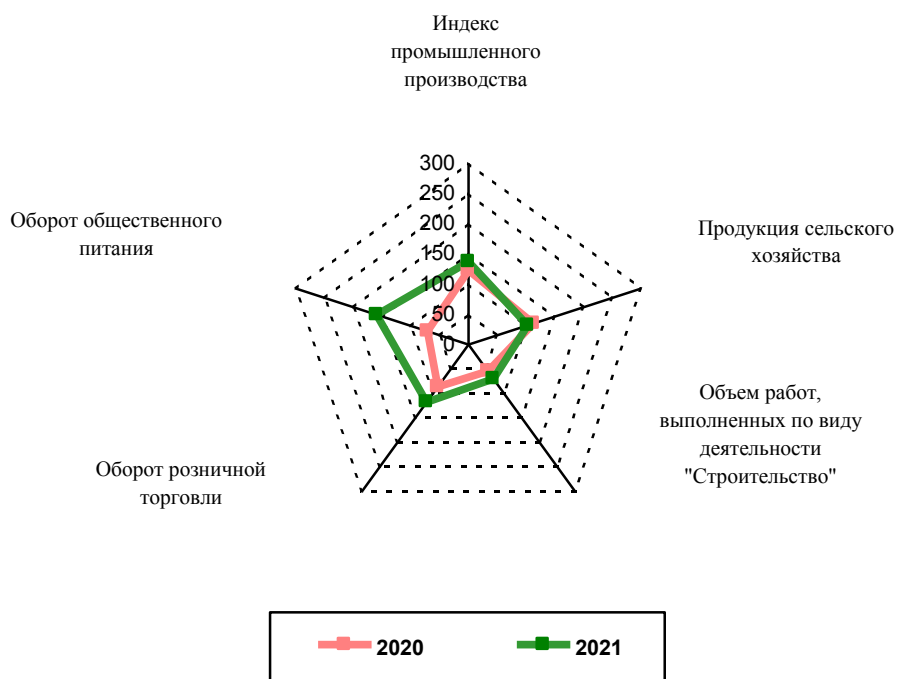 Индекс
промышленного
производства
300
250
200
150
100
50
0
Продукция сельского
хозяйства
Объем работ,
выполненных по виду
деятельности
"Строительство"
Оборот розничной
торговли
Оборот общественного
питания
2020
2021